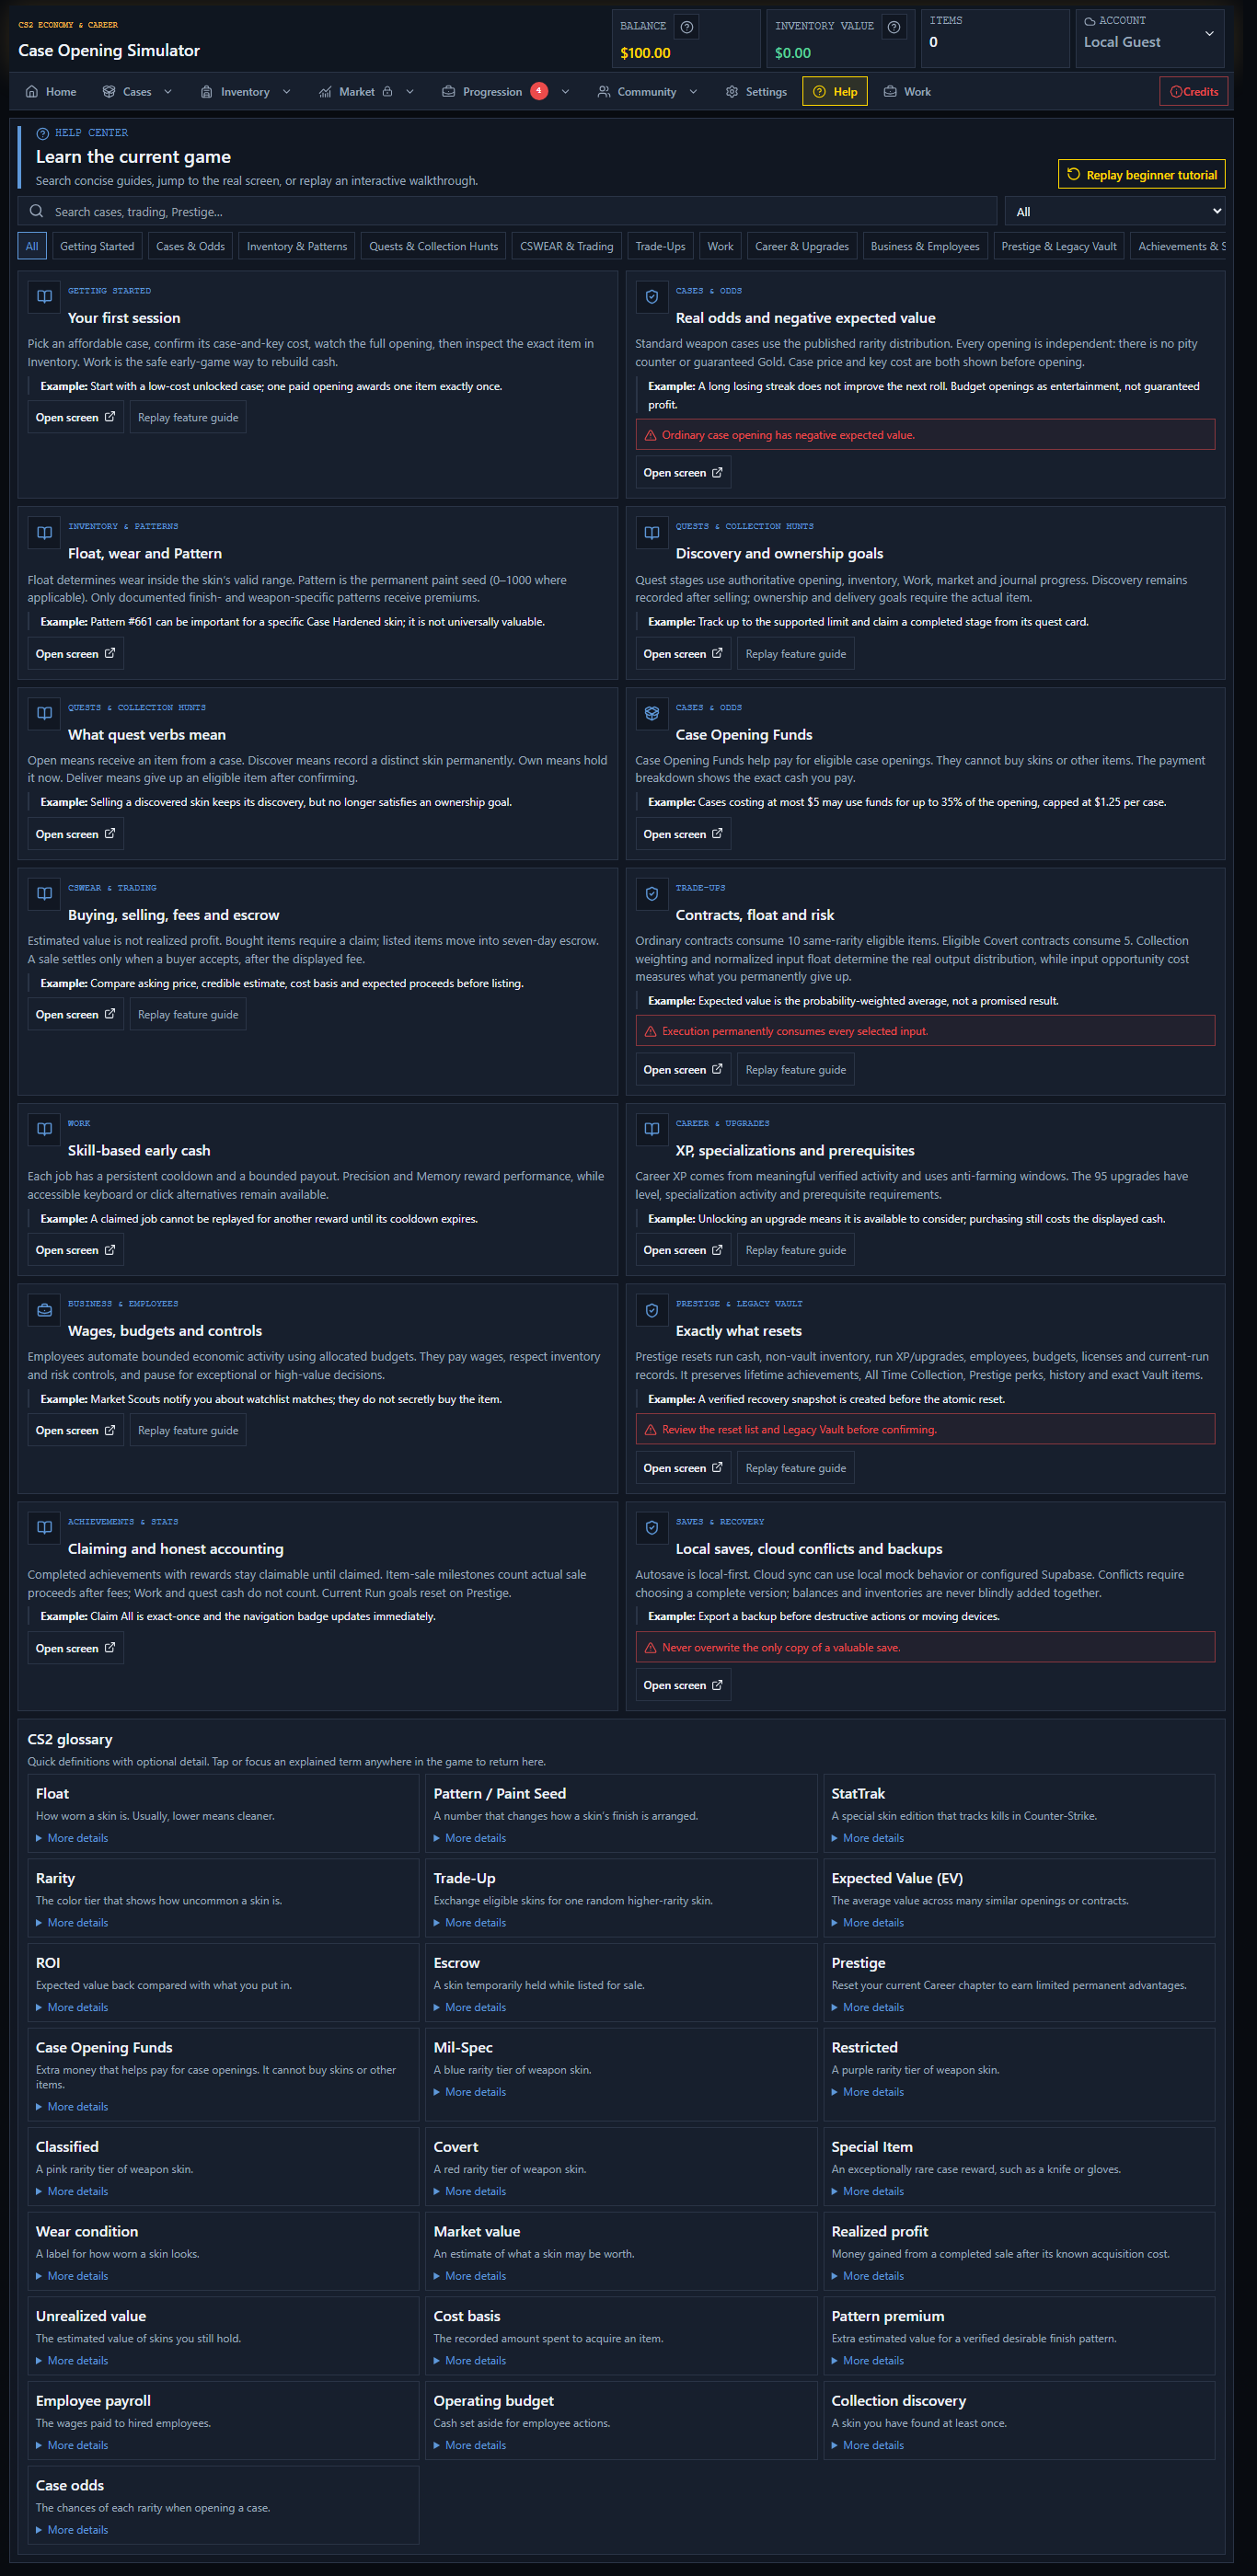 CS2 ECONOMY & CAREER
Case Opening Simulator
BALANCE
$100.00
INVENTORY VALUE
$0.00
ITEMS
0
ACCOUNT
Local Guest
Home
Cases
Inventory
Market
Progression
4
Community
Settings
Help
Work
Credits
HELP CENTER
Learn the current game
Search concise guides, jump to the real screen, or replay an interactive walkthrough.
Replay beginner tutorial
Search cases, trading, Prestige...
All
All
Getting Started
Cases & Odds
Inventory & Patterns
Quests & Collection Hunts
CSWEAR & Trading
Trade-Ups
Work
Career & Upgrades
Business & Employees
Prestige & Legacy Vault
Achievements & S
GETTING STARTED
Your first session
Pick an affordable case, confirm its case-and-key cost, watch the full opening, then inspect the exact item in
Inventory. Work is the safe early-game way to rebuild cash.
Example: Start with a low-cost unlocked case; one paid opening awards one item exactly once.
Open screen
Replay feature guide
CASES & ODDS
Real odds and negative expected value
Standard weapon cases use the published rarity distribution. Every opening is independent: there is no pity
counter or guaranteed Gold. Case price and key cost are both shown before opening.
Example: A long losing streak does not improve the next roll. Budget openings as entertainment, not guaranteed
profit.
Ordinary case opening has negative expected value.
Open screen
INVENTORY & PATTERNS
Float, wear and Pattern
Float determines wear inside the skin's valid range. Pattern is the permanent paint seed (0–1000 where
applicable). Only documented finish- and weapon-specific patterns receive premiums.
Example: Pattern #661 can be important for a specific Case Hardened skin; it is not universally valuable.
Open screen
QUESTS & COLLECTION HUNTS
Discovery and ownership goals
Quest stages use authoritative opening, inventory, Work, market and journal progress. Discovery remains
recorded after selling; ownership and delivery goals require the actual item.
Example: Track up to the supported limit and claim a completed stage from its quest card.
Open screen
Replay feature guide
QUESTS & COLLECTION HUNTS
What quest verbs mean
Open means receive an item from a case. Discover means record a distinct skin permanently. Own means hold
it now. Deliver means give up an eligible item after confirming.
Example: Selling a discovered skin keeps its discovery, but no longer satisfies an ownership goal.
Open screen
CASES & ODDS
Case Opening Funds
Case Opening Funds help pay for eligible case openings. They cannot buy skins or other items. The payment
breakdown shows the exact cash you pay.
Example: Cases costing at most $5 may use funds for up to 35% of the opening, capped at $1.25 per case.
Open screen
CSWEAR & TRADING
Buying, selling, fees and escrow
Estimated value is not realized profit. Bought items require a claim; listed items move into seven-day escrow.
A sale settles only when a buyer accepts, after the displayed fee.
Example: Compare asking price, credible estimate, cost basis and expected proceeds before listing.
Open screen
Replay feature guide
TRADE-UPS
Contracts, float and risk
Ordinary contracts consume 10 same-rarity eligible items. Eligible Covert contracts consume 5. Collection
weighting and normalized input float determine the real output distribution, while input opportunity cost
measures what you permanently give up.
Example: Expected value is the probability-weighted average, not a promised result.
Execution permanently consumes every selected input.
Open screen
Replay feature guide
WORK
Skill-based early cash
Each job has a persistent cooldown and a bounded payout. Precision and Memory reward performance, while
accessible keyboard or click alternatives remain available.
Example: A claimed job cannot be replayed for another reward until its cooldown expires.
Open screen
CAREER & UPGRADES
XP, specializations and prerequisites
Career XP comes from meaningful verified activity and uses anti-farming windows. The 95 upgrades have
level, specialization activity and prerequisite requirements.
Example: Unlocking an upgrade means it is available to consider; purchasing still costs the displayed cash.
Open screen
Replay feature guide
BUSINESS & EMPLOYEES
Wages, budgets and controls
Employees automate bounded economic activity using allocated budgets. They pay wages, respect inventory
and risk controls, and pause for exceptional or high-value decisions.
Example: Market Scouts notify you about watchlist matches; they do not secretly buy the item.
Open screen
Replay feature guide
PRESTIGE & LEGACY VAULT
Exactly what resets
Prestige resets run cash, non-vault inventory, run XP/upgrades, employees, budgets, licenses and current-run
records. It preserves lifetime achievements, All Time Collection, Prestige perks, history and exact Vault items.
Example: A verified recovery snapshot is created before the atomic reset.
Review the reset list and Legacy Vault before confirming.
Open screen
Replay feature guide
ACHIEVEMENTS & STATS
Claiming and honest accounting
Completed achievements with rewards stay claimable until claimed. Item-sale milestones count actual sale
proceeds after fees; Work and quest cash do not count. Current Run goals reset on Prestige.
Example: Claim All is exact-once and the navigation badge updates immediately.
Open screen
SAVES & RECOVERY
Local saves, cloud conflicts and backups
Autosave is local-first. Cloud sync can use local mock behavior or configured Supabase. Conflicts require
choosing a complete version; balances and inventories are never blindly added together.
Example: Export a backup before destructive actions or moving devices.
Never overwrite the only copy of a valuable save.
Open screen
CS2 glossary
Quick definitions with optional detail. Tap or focus an explained term anywhere in the game to return here.
Float
How worn a skin is. Usually, lower means cleaner.
More details
Pattern / Paint Seed
A number that changes how a skin's finish is arranged.
More details
StatTrak
A special skin edition that tracks kills in Counter-Strike.
More details
Rarity
The color tier that shows how uncommon a skin is.
More details
Trade-Up
Exchange eligible skins for one random higher-rarity skin.
More details
Expected Value (EV)
The average value across many similar openings or contracts.
More details
ROI
Expected value back compared with what you put in.
More details
Escrow
A skin temporarily held while listed for sale.
More details
Prestige
Reset your current Career chapter to earn limited permanent advantages.
More details
Case Opening Funds
Extra money that helps pay for case openings. It cannot buy skins or other
items.
More details
Mil-Spec
A blue rarity tier of weapon skin.
More details
Restricted
A purple rarity tier of weapon skin.
More details
Classified
A pink rarity tier of weapon skin.
More details
Covert
A red rarity tier of weapon skin.
More details
Special Item
An exceptionally rare case reward, such as a knife or gloves.
More details
Wear condition
A label for how worn a skin looks.
More details
Market value
An estimate of what a skin may be worth.
More details
Realized profit
Money gained from a completed sale after its known acquisition cost.
More details
Unrealized value
The estimated value of skins you still hold.
More details
Cost basis
The recorded amount spent to acquire an item.
More details
Pattern premium
Extra estimated value for a verified desirable finish pattern.
More details
Employee payroll
The wages paid to hired employees.
More details
Operating budget
Cash set aside for employee actions.
More details
Collection discovery
A skin you have found at least once.
More details
Case odds
The chances of each rarity when opening a case.
More details